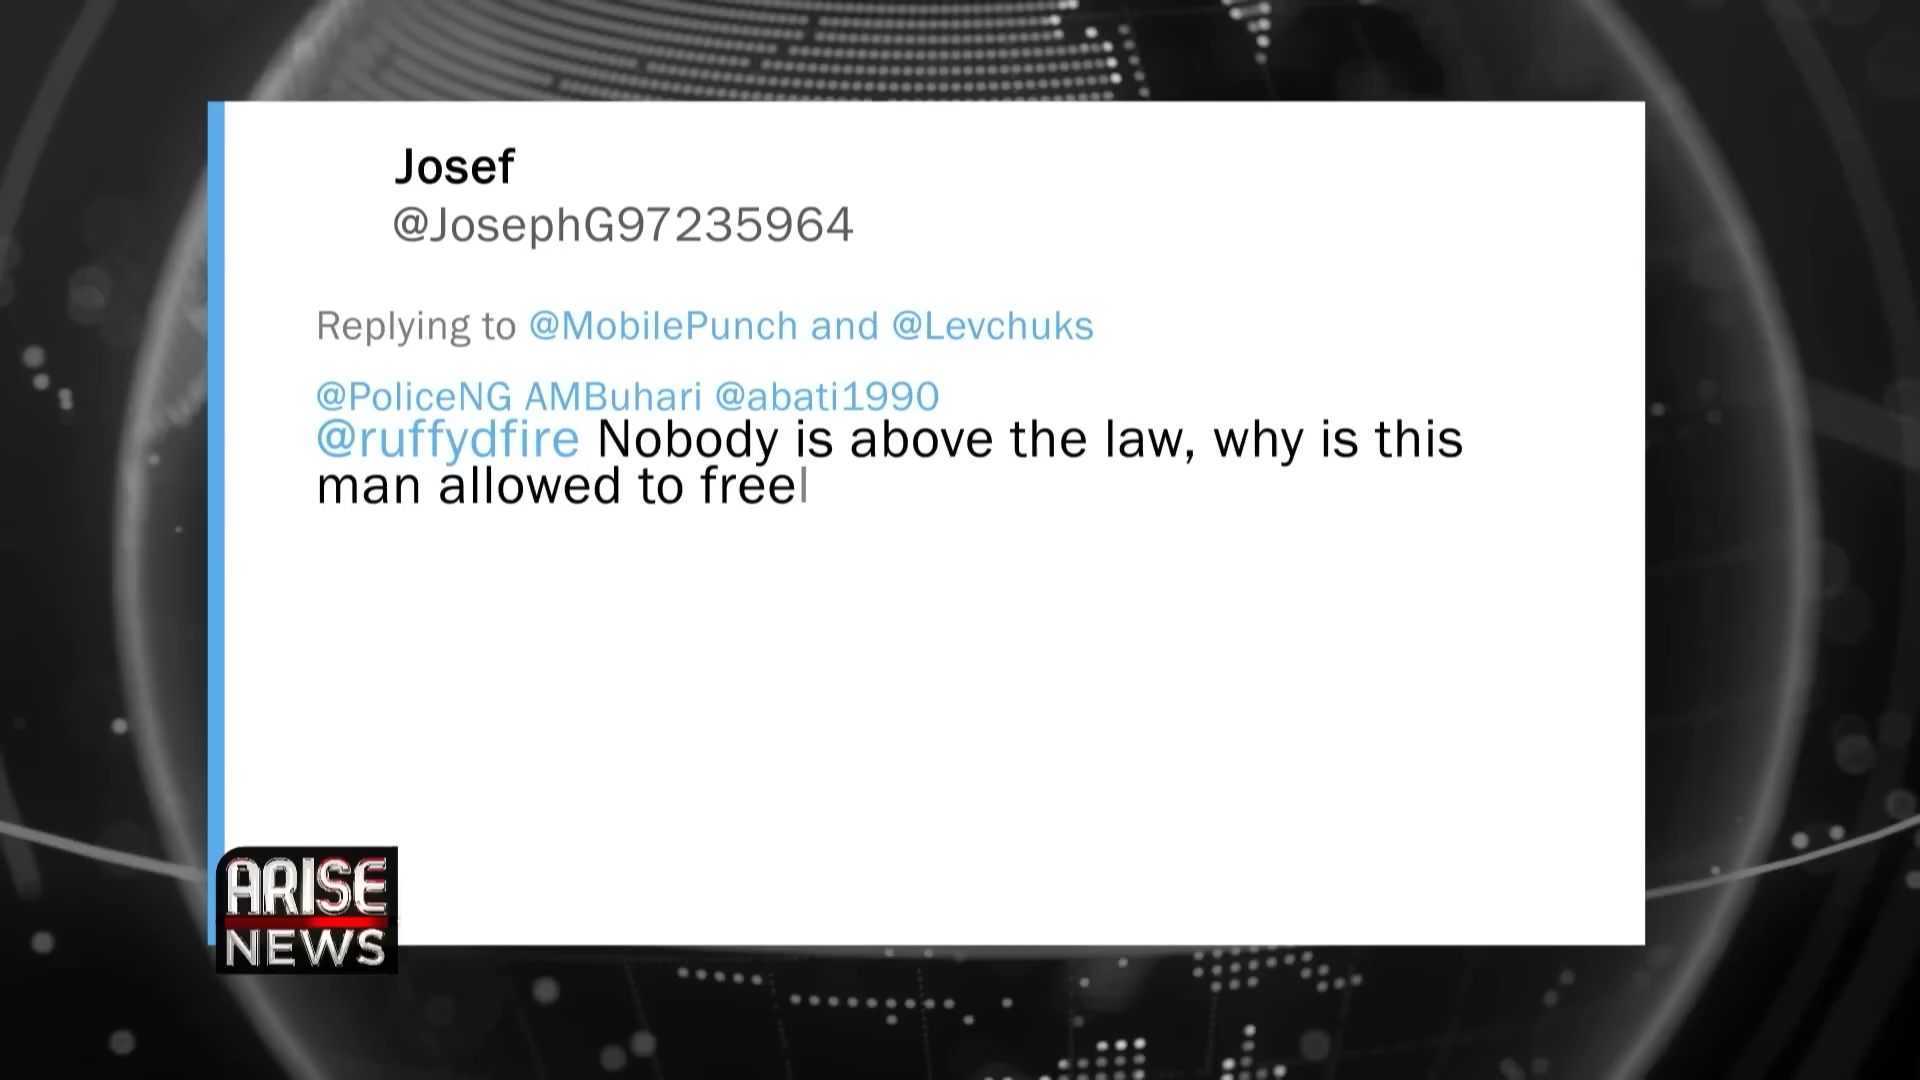 Josef
@JosephG97235964
Replying to @MobilePunch and @Levchuks
@PoliceNG AMBuhari @abati1990
@ruffydfire Nobody is above the law, why is this
man allowed to free
ARISE
NEWS